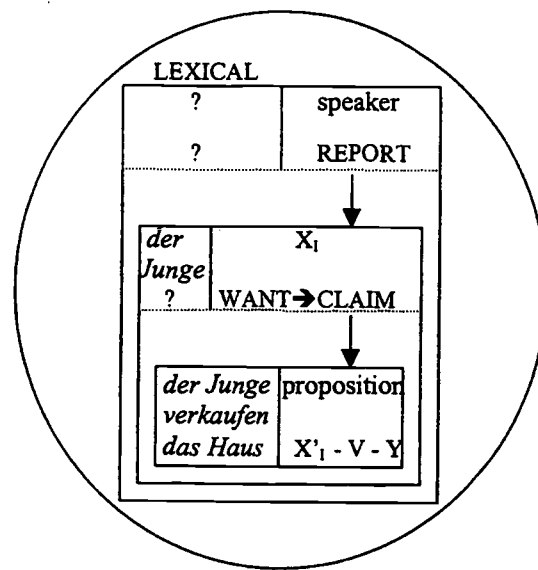 LEXICAL
? speaker
? REPORT
der X₁
Junge
? WANT➔CLAIM
der Junge proposition
verkaufen
das Haus X'₁ - V - Y